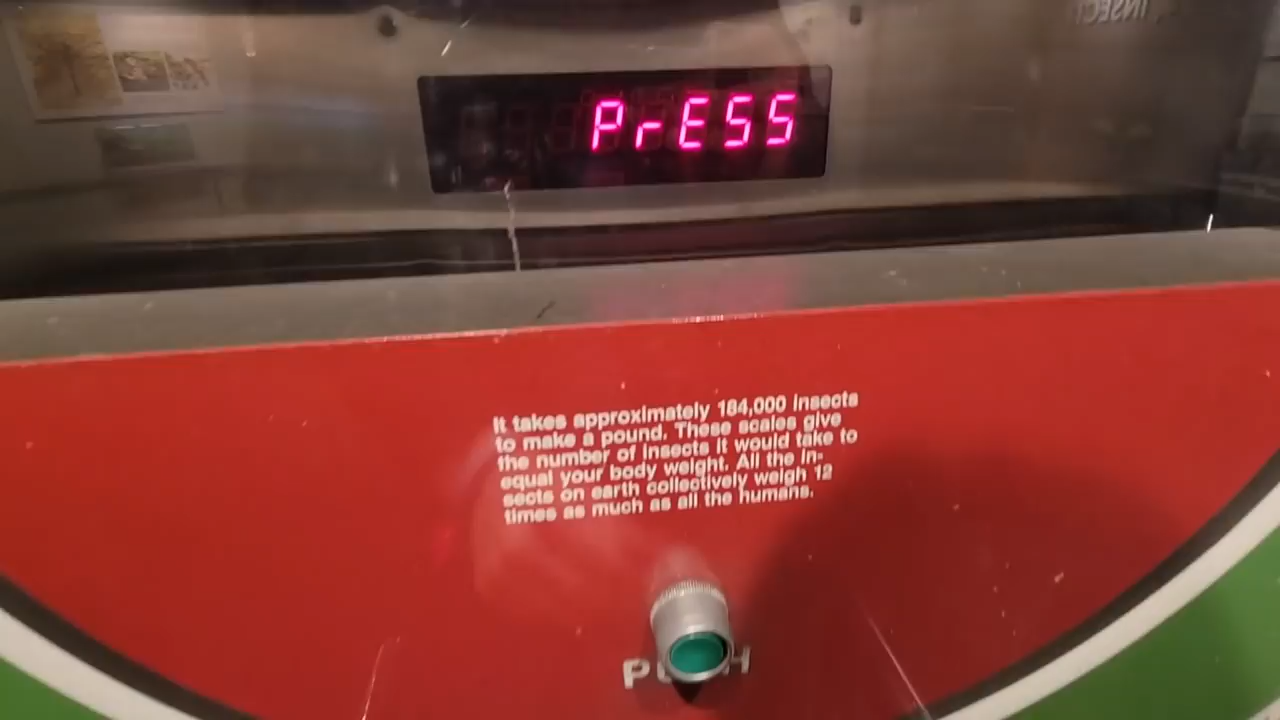 INSECT
PrESS
It takes approximately 184,000 insects
to make a pound. These scales give
the number of insects it would take to
equal your body weight. All the in-
sects on earth collectively weigh 12
times as much as all the humans.